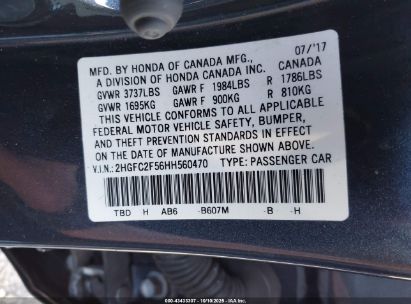 MFD. BY HONDA OF CANADA MFG., 07/'17
A DIVISION OF HONDA CANADA INC. CANADA
GVWR 3737LBS GAWR F 1984LBS R 1786LBS
GVWR 1695KG GAWR F 900KG R 810KG
THIS VEHICLE CONFORMS TO ALL APPLICABLE
FEDERAL MOTOR VEHICLE SAFETY, BUMPER,
AND THEFT PREVENTION STANDARDS IN EFFECT
ON THE DATE OF MANUFACTURE SHOWN ABOVE.
V.I.N.: 2HGFC2F56HH560470 TYPE: PASSENGER CAR
TBD H AB6 -B607M -B -H